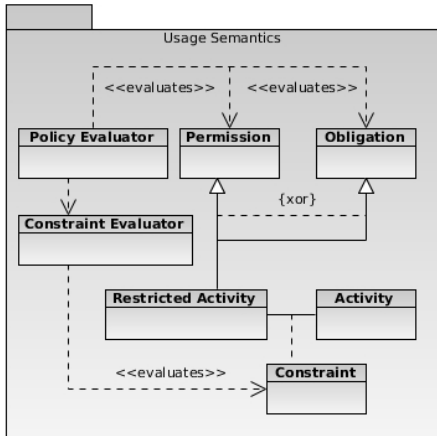 Usage Semantics
<<evaluates>> <<evaluates>>
Policy Evaluator Permission Obligation
{xor}
Constraint Evaluator
Restricted Activity Activity
<<evaluates>> Constraint